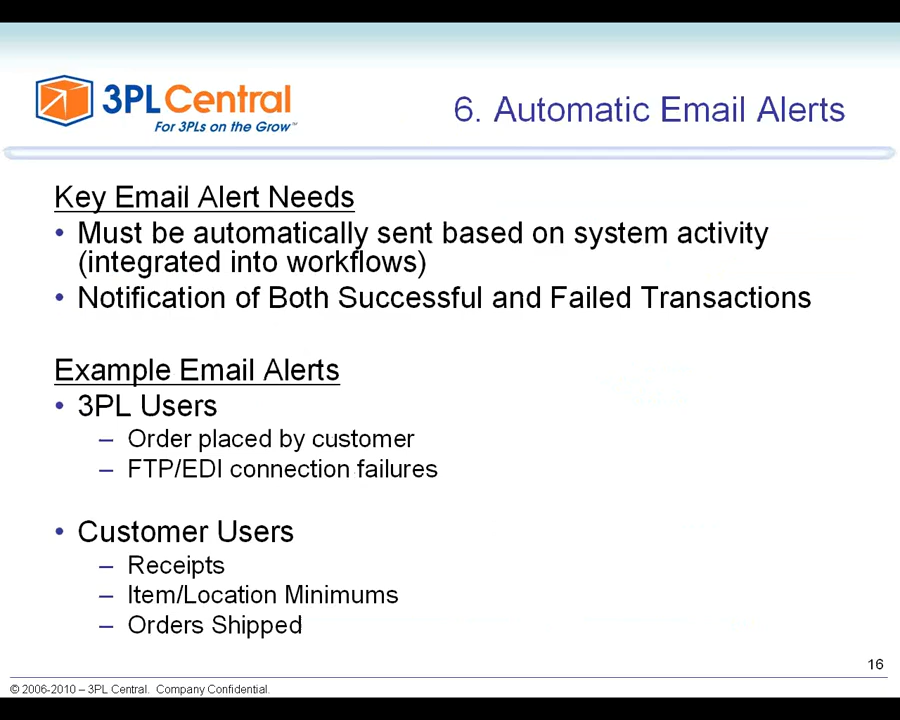 3PL Central
For 3PLs on the Grow™
6. Automatic Email Alerts
Key Email Alert Needs
• Must be automatically sent based on system activity
(integrated into workflows)
• Notification of Both Successful and Failed Transactions
Example Email Alerts
• 3PL Users
– Order placed by customer
– FTP/EDI connection failures
• Customer Users
– Receipts
– Item/Location Minimums
– Orders Shipped
16
© 2006-2010 – 3PL Central. Company Confidential.